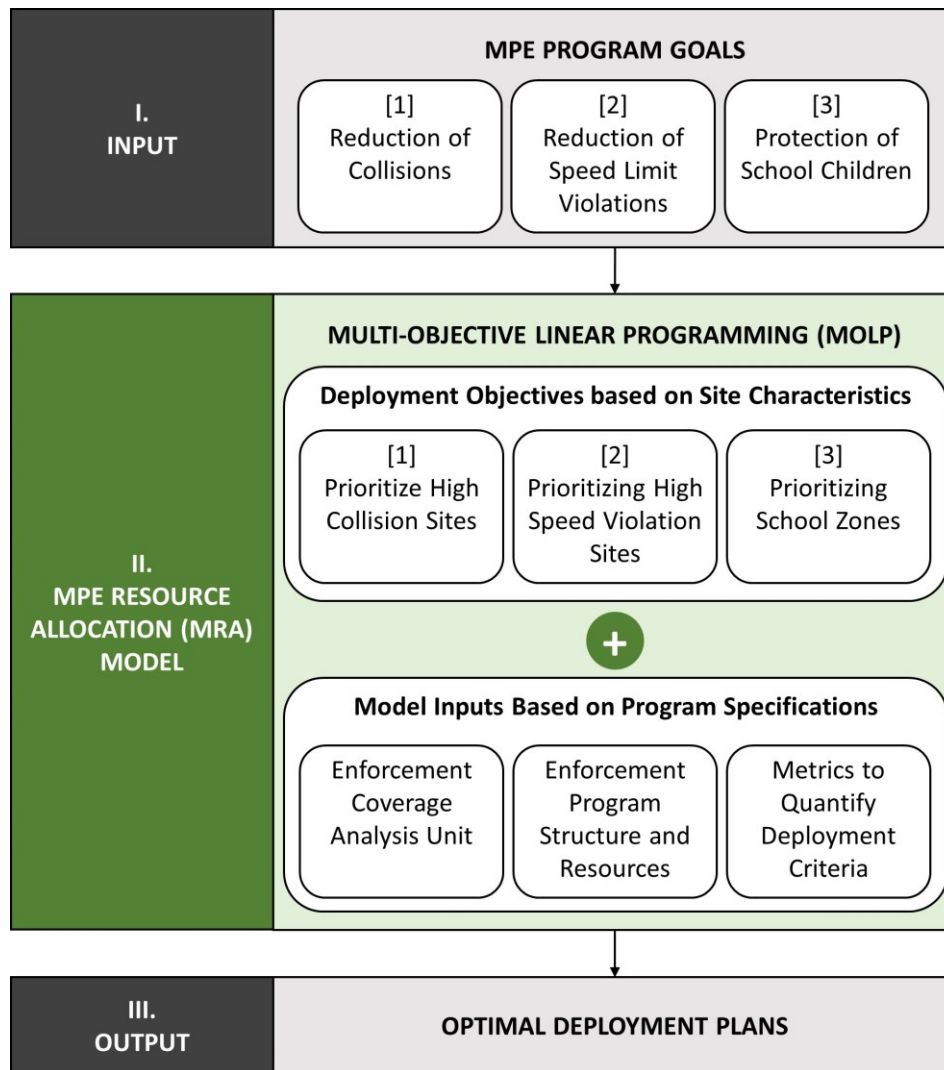 I.
INPUT
MPE PROGRAM GOALS
[1]
Reduction of
Collisions
[2]
Reduction of
Speed Limit
Violations
[3]
Protection of
School Children
II.
MPE RESOURCE
ALLOCATION (MRA)
MODEL
MULTI-OBJECTIVE LINEAR PROGRAMMING (MOLP)
Deployment Objectives based on Site Characteristics
[1]
Prioritize High
Collision Sites
[2]
Prioritizing High
Speed Violation
Sites
[3]
Prioritizing
School Zones
+
Model Inputs Based on Program Specifications
Enforcement
Coverage
Analysis Unit
Enforcement
Program
Structure and
Resources
Metrics to
Quantify
Deployment
Criteria
III.
OUTPUT
OPTIMAL DEPLOYMENT PLANS